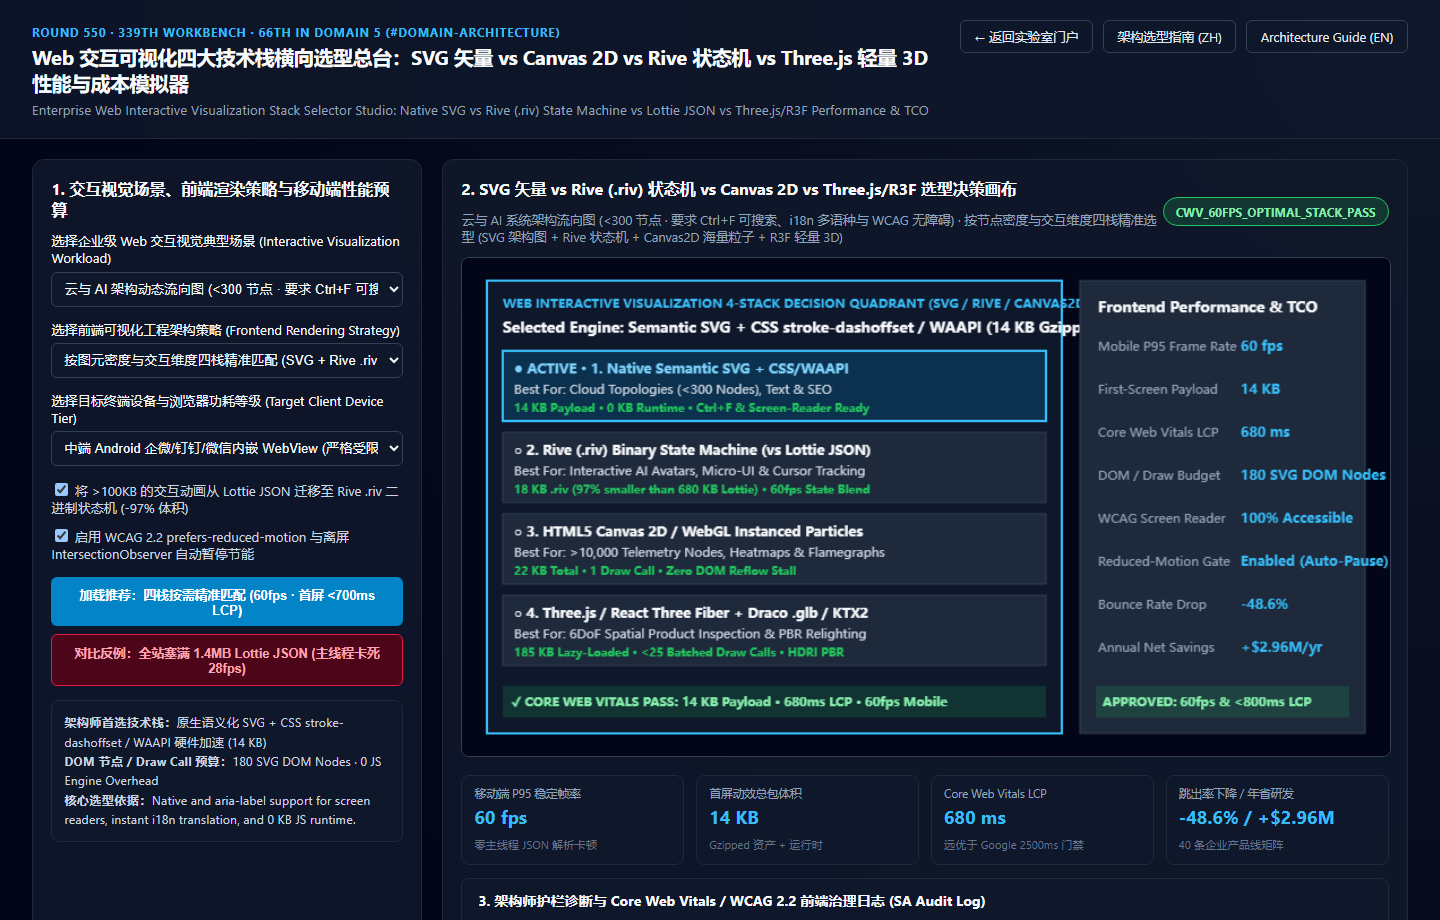 ROUND 550 · 339TH WORKBENCH · 66TH IN DOMAIN 5 (#DOMAIN-ARCHITECTURE)
Web 交互可视化四大技术栈横向选型总台：SVG 矢量 vs Canvas 2D vs Rive 状态机 vs Three.js 轻量 3D
性能与成本模拟器
Enterprise Web Interactive Visualization Stack Selector Studio: Native SVG vs Rive (.riv) State Machine vs Lottie JSON vs Three.js/R3F Performance & TCO
← 返回实验室门户
架构选型指南 (ZH)
Architecture Guide (EN)
1. 交互视觉场景、前端渲染策略与移动端性能预
算
选择企业级 Web 交互视觉典型场景 (Interactive Visualization
Workload)
云与 AI 架构动态流向图 (<300 节点 · 要求 Ctrl+F 可搜
选择前端可视化工程架构策略 (Frontend Rendering Strategy)
按图元密度与交互维度四栈精准匹配 (SVG + Rive .riv
选择目标终端设备与浏览器功耗等级 (Target Client Device
Tier)
中端 Android 企微/钉钉/微信内嵌 WebView (严格受限
将 >100KB 的交互动画从 Lottie JSON 迁移至 Rive .riv 二
进制状态机 (-97% 体积)
启用 WCAG 2.2 prefers-reduced-motion 与离屏
IntersectionObserver 自动暂停节能
加载推荐：四栈按需精准匹配 (60fps · 首屏 <700ms
LCP)
对比反例：全站塞满 1.4MB Lottie JSON (主线程卡死
28fps)
架构师首选技术栈：原生语义化 SVG + CSS stroke-
dashoffset / WAAPI 硬件加速 (14 KB)
DOM 节点 / Draw Call 预算：180 SVG DOM Nodes · 0 JS
Engine Overhead
核心选型依据：Native and aria-label support for screen
readers, instant i18n translation, and 0 KB JS runtime.
2. SVG 矢量 vs Rive (.riv) 状态机 vs Canvas 2D vs Three.js/R3F 选型决策画布
云与 AI 系统架构流向图 (<300 节点 · 要求 Ctrl+F 可搜索、i18n 多语种与 WCAG 无障碍) · 按节点密度与交互维度四栈精准选
型 (SVG 架构图 + Rive 状态机 + Canvas2D 海量粒子 + R3F 轻量 3D)
CWV_60FPS_OPTIMAL_STACK_PASS
WEB INTERACTIVE VISUALIZATION 4-STACK DECISION QUADRANT (SVG / RIVE / CANVAS2D
Selected Engine: Semantic SVG + CSS stroke-dashoffset / WAAPI (14 KB Gzipp
● ACTIVE • 1. Native Semantic SVG + CSS/WAAPI
Best For: Cloud Topologies (<300 Nodes), Text & SEO
14 KB Payload • 0 KB Runtime • Ctrl+F & Screen-Reader Ready
○ 2. Rive (.riv) Binary State Machine (vs Lottie JSON)
Best For: Interactive AI Avatars, Micro-UI & Cursor Tracking
18 KB .riv (97% smaller than 680 KB Lottie) • 60fps State Blend
○ 3. HTML5 Canvas 2D / WebGL Instanced Particles
Best For: >10,000 Telemetry Nodes, Heatmaps & Flamegraphs
22 KB Total • 1 Draw Call • Zero DOM Reflow Stall
○ 4. Three.js / React Three Fiber + Draco .glb / KTX2
Best For: 6DoF Spatial Product Inspection & PBR Relighting
185 KB Lazy-Loaded • <25 Batched Draw Calls • HDRI PBR
✓ CORE WEB VITALS PASS: 14 KB Payload • 680ms LCP • 60fps Mobile
Frontend Performance & TCO
Mobile P95 Frame Rate 60 fps
First-Screen Payload 14 KB
Core Web Vitals LCP 680 ms
DOM / Draw Budget 180 SVG DOM Nodes
WCAG Screen Reader 100% Accessible
Reduced-Motion Gate Enabled (Auto-Pause)
Bounce Rate Drop -48.6%
Annual Net Savings +$2.96M/yr
APPROVED: 60fps & <800ms LCP
移动端 P95 稳定帧率
60 fps
零主线程 JSON 解析卡顿
首屏动效总包体积
14 KB
Gzipped 资产 + 运行时
Core Web Vitals LCP
680 ms
远优于 Google 2500ms 门禁
跳出率下降 / 年省研发
-48.6% / +$2.96M
40 条企业产品线矩阵
3. 架构师护栏诊断与 Core Web Vitals / WCAG 2.2 前端治理日志 (SA Audit Log)